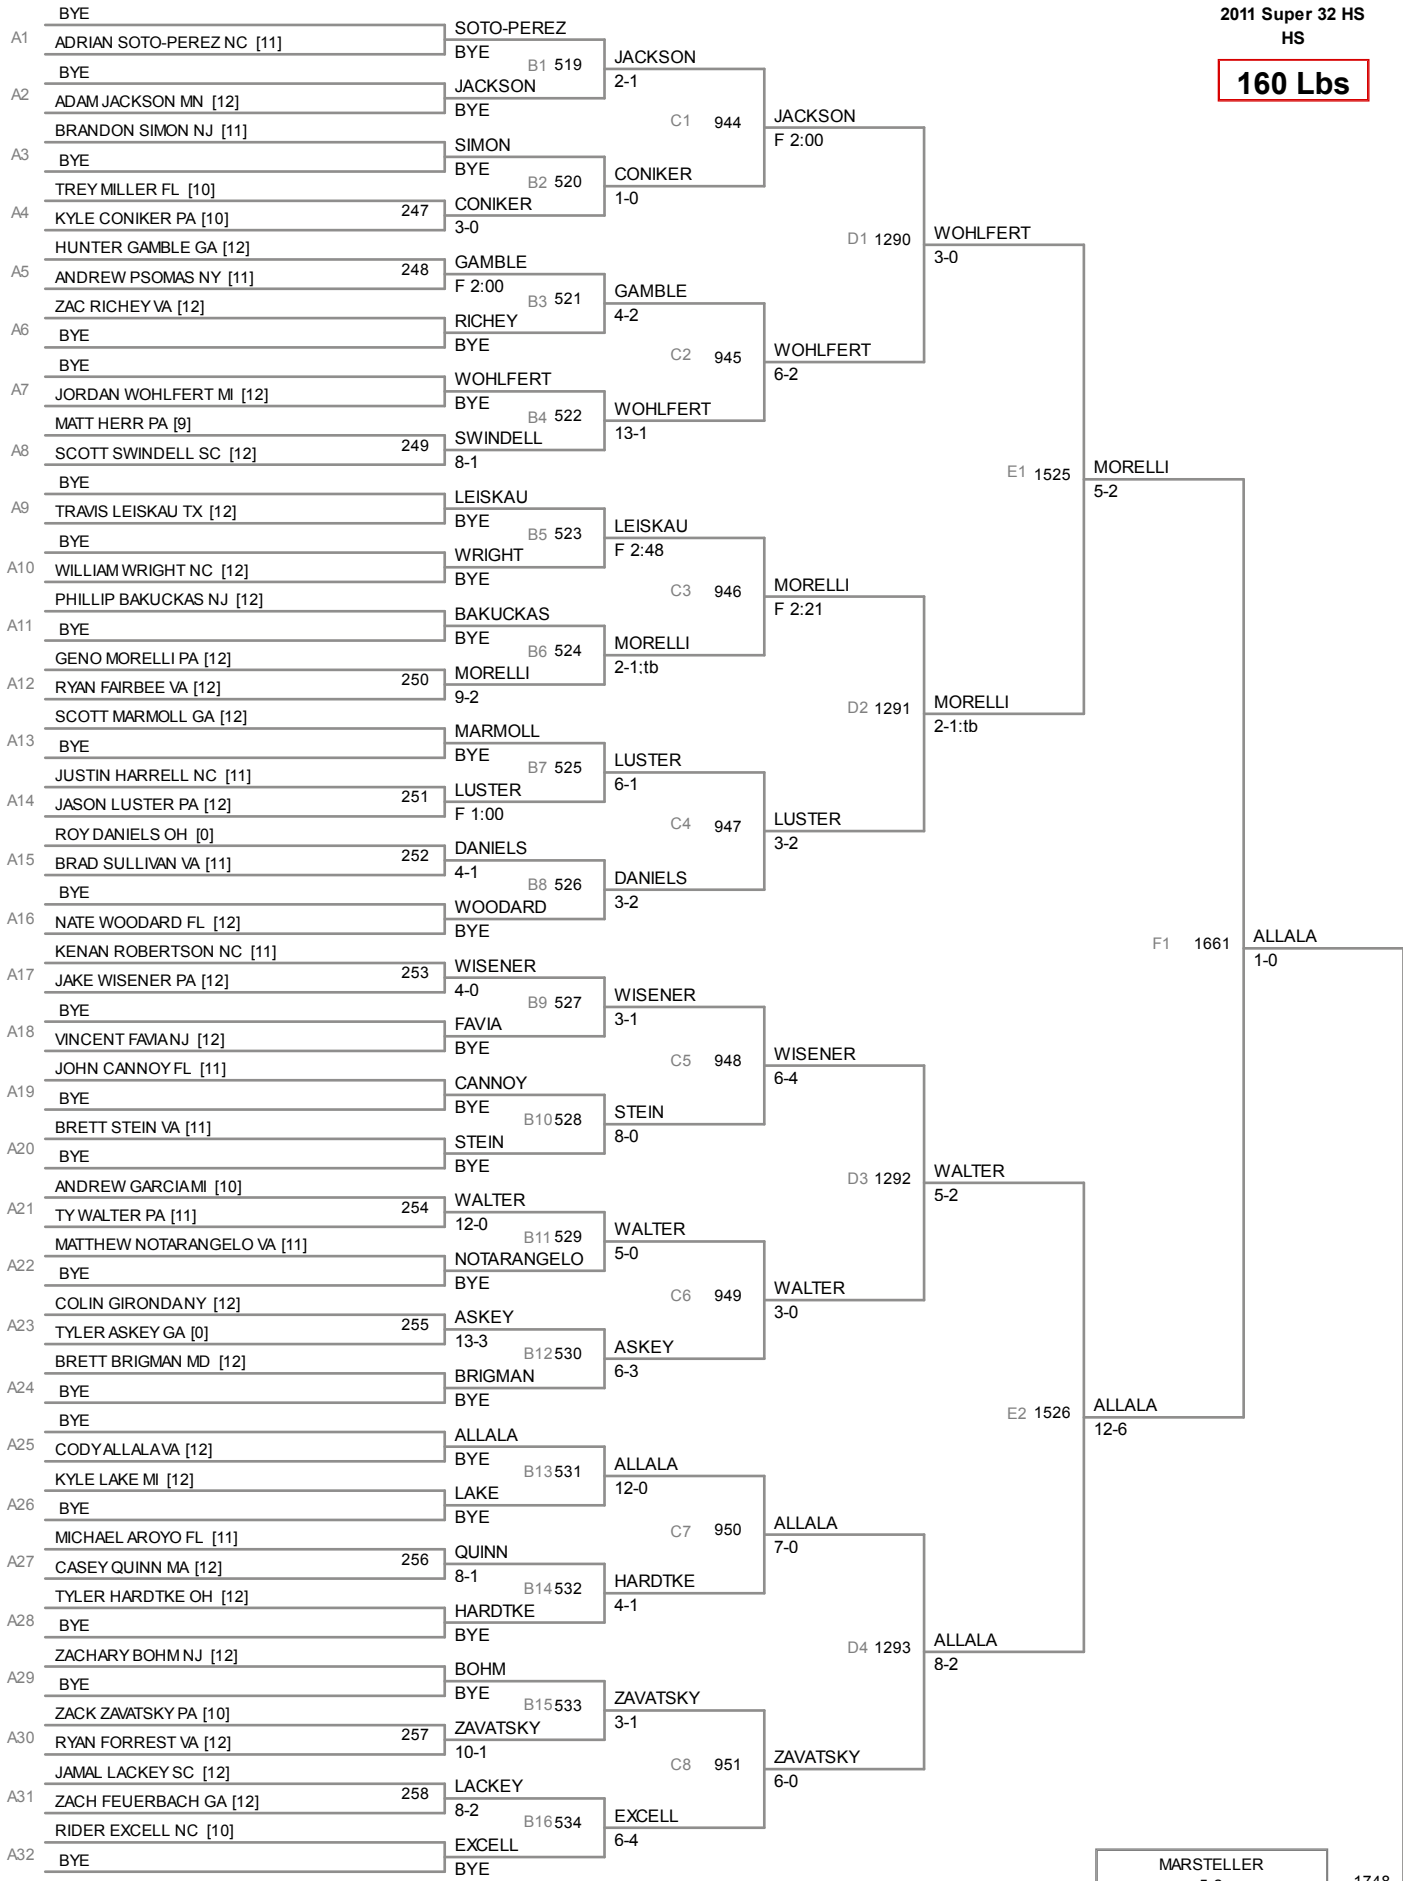 2011 Super 32 HS
HS
160 Lbs
BYE
A1
ADRIAN SOTO-PEREZ NC [11]
BYE
A2
ADAM JACKSON MN [12]
BRANDON SIMON NJ [11]
A3
BYE
TREY MILLER FL [10]
A4
KYLE CONIKER PA [10]
247
HUNTER GAMBLE GA [12]
A5
ANDREW PSOMAS NY [11]
248
ZAC RICHEY VA [12]
A6
BYE
BYE
A7
JORDAN WOHLFERT MI [12]
MATT HERR PA [9]
A8
SCOTT SWINDELL SC [12]
249
BYE
A9
TRAVIS LEISKAU TX [12]
BYE
A10
WILLIAM WRIGHT NC [12]
PHILLIP BAKUCKAS NJ [12]
A11
BYE
GENO MORELLI PA [12]
A12
RYAN FAIRBEE VA [12]
250
SCOTT MARMOLL GA [12]
A13
BYE
JUSTIN HARRELL NC [11]
A14
JASON LUSTER PA [12]
251
ROY DANIELS OH [0]
A15
BRAD SULLIVAN VA [11]
252
BYE
A16
NATE WOODARD FL [12]
KENAN ROBERTSON NC [11]
A17
JAKE WISENER PA [12]
253
BYE
A18
VINCENT FAVIA NJ [12]
JOHN CANNOY FL [11]
A19
BYE
BRETT STEIN VA [11]
A20
BYE
ANDREW GARCIA MI [10]
A21
TY WALTER PA [11]
254
MATTHEW NOTARANGELO VA [11]
A22
BYE
COLIN GIRONDA NY [12]
A23
TYLER ASKEY GA [0]
255
BRETT BRIGMAN MD [12]
A24
BYE
BYE
A25
CODY ALLALA VA [12]
KYLE LAKE MI [12]
A26
BYE
MICHAEL AROYO FL [11]
A27
CASEY QUINN MA [12]
256
TYLER HARDTKE OH [12]
A28
BYE
ZACHARY BOHM NJ [12]
A29
BYE
ZACK ZAVATSKY PA [10]
A30
RYAN FORREST VA [12]
257
JAMAL LACKEY SC [12]
A31
ZACH FEUERBACH GA [12]
258
RIDER EXCELL NC [10]
A32
BYE
SOTO-PEREZ
BYE
B1 519
JACKSON
BYE
SIMON
BYE
B2 520
CONIKER
3-0
GAMBLE
F 2:00
B3 521
RICHEY
BYE
WOHLFERT
BYE
B4 522
SWINDELL
8-1
LEISKAU
BYE
B5 523
WRIGHT
BYE
BAKUCKAS
BYE
B6 524
MORELLI
9-2
MARMOLL
BYE
B7 525
LUSTER
F 1:00
DANIELS
4-1
B8 526
WOODARD
BYE
WISENER
4-0
B9 527
FAVIA
BYE
CANNOY
BYE
B10 528
STEIN
BYE
WALTER
12-0
B11 529
NOTARANGELO
BYE
ASKEY
13-3
B12 530
BRIGMAN
BYE
ALLALA
BYE
B13 531
LAKE
BYE
QUINN
8-1
B14 532
HARDTKE
BYE
BOHM
BYE
B15 533
ZAVATSKY
10-1
LACKEY
8-2
B16 534
EXCELL
BYE
JACKSON
2-1
C1 944
CONIKER
1-0
GAMBLE
4-2
C2 945
WOHLFERT
13-1
LEISKAU
F 2:48
C3 946
MORELLI
2-1:tb
LUSTER
6-1
C4 947
DANIELS
3-2
WISENER
3-1
C5 948
STEIN
8-0
WALTER
5-0
C6 949
ASKEY
6-3
ALLALA
12-0
C7 950
HARDTKE
4-1
ZAVATSKY
3-1
C8 951
EXCELL
6-4
JACKSON
F 2:00
D1 1290
WOHLFERT
6-2
MORELLI
F 2:21
D2 1291
LUSTER
3-2
WISENER
6-4
D3 1292
WALTER
3-0
ALLALA
7-0
D4 1293
ZAVATSKY
6-0
WOHLFERT
3-0
E1 1525
MORELLI
2-1:tb
WALTER
5-2
E2 1526
ALLALA
8-2
MORELLI
5-2
F1 1661
ALLALA
12-6
ALLALA
1-0
MARSTELLER